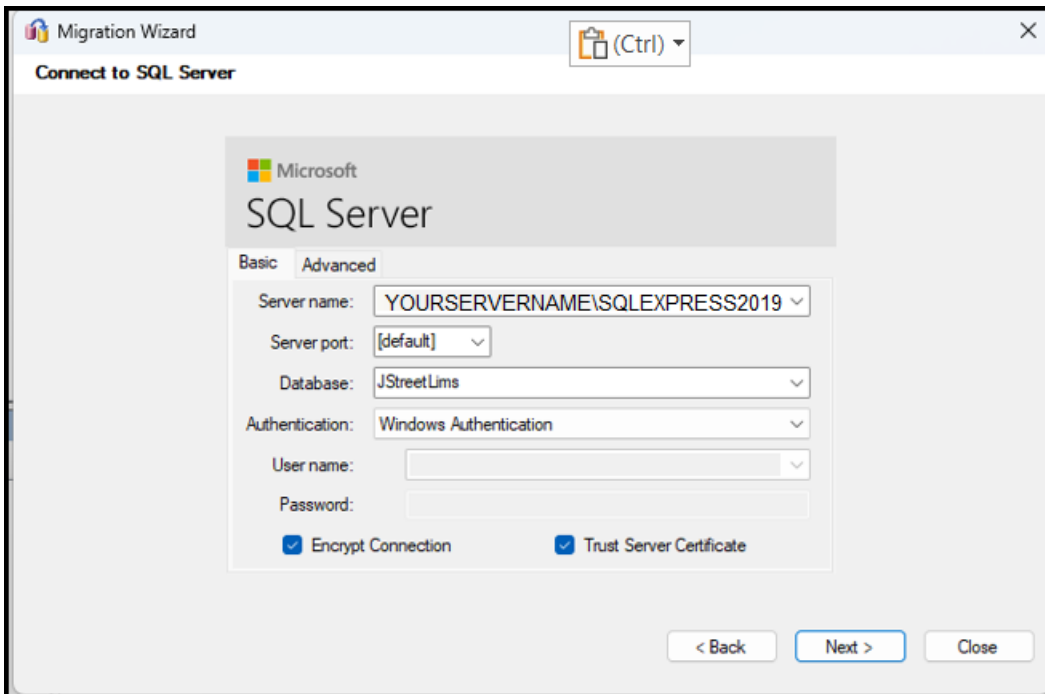 Migration Wizard
(Ctrl)
Connect to SQL Server
Microsoft
SQL Server
Basic Advanced
Server name: YOURSERVERNAME\SQLEXPRESS2019
Server port: [default]
Database: JStreetLims
Authentication: Windows Authentication
User name:
Password:
Encrypt Connection Trust Server Certificate
< Back Next > Close